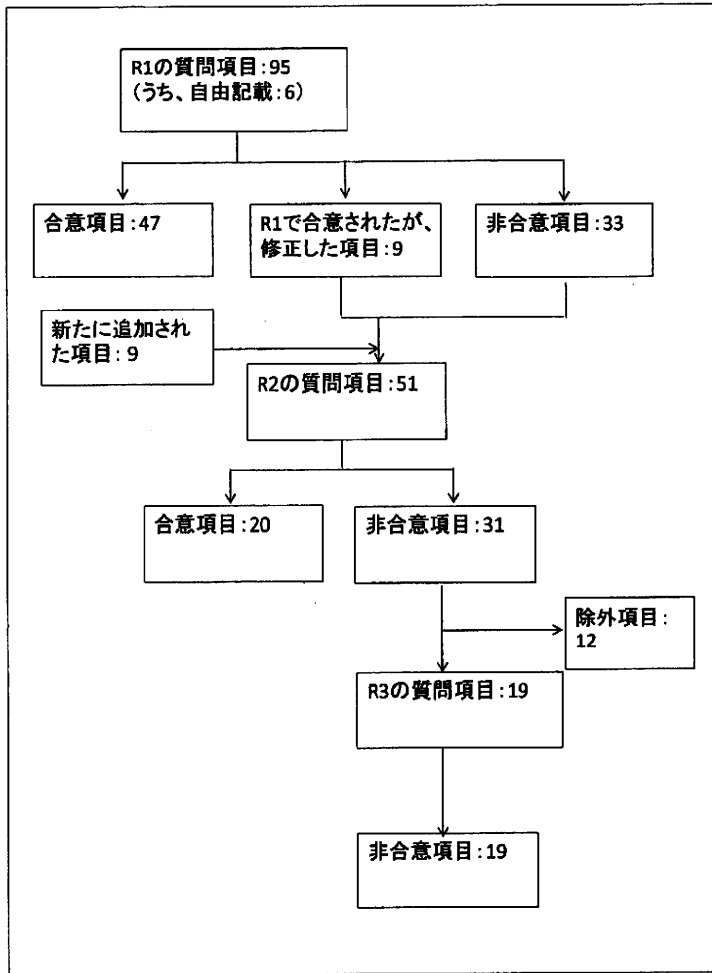 R1の質問項目:95
(うち、自由記載:6)
合意項目:47
R1で合意されたが、
修正した項目:9
非合意項目:33
新たに追加され
た項目:9
R2の質問項目:51
合意項目:20
非合意項目:31
除外項目:
12
R3の質問項目:19
非合意項目:19